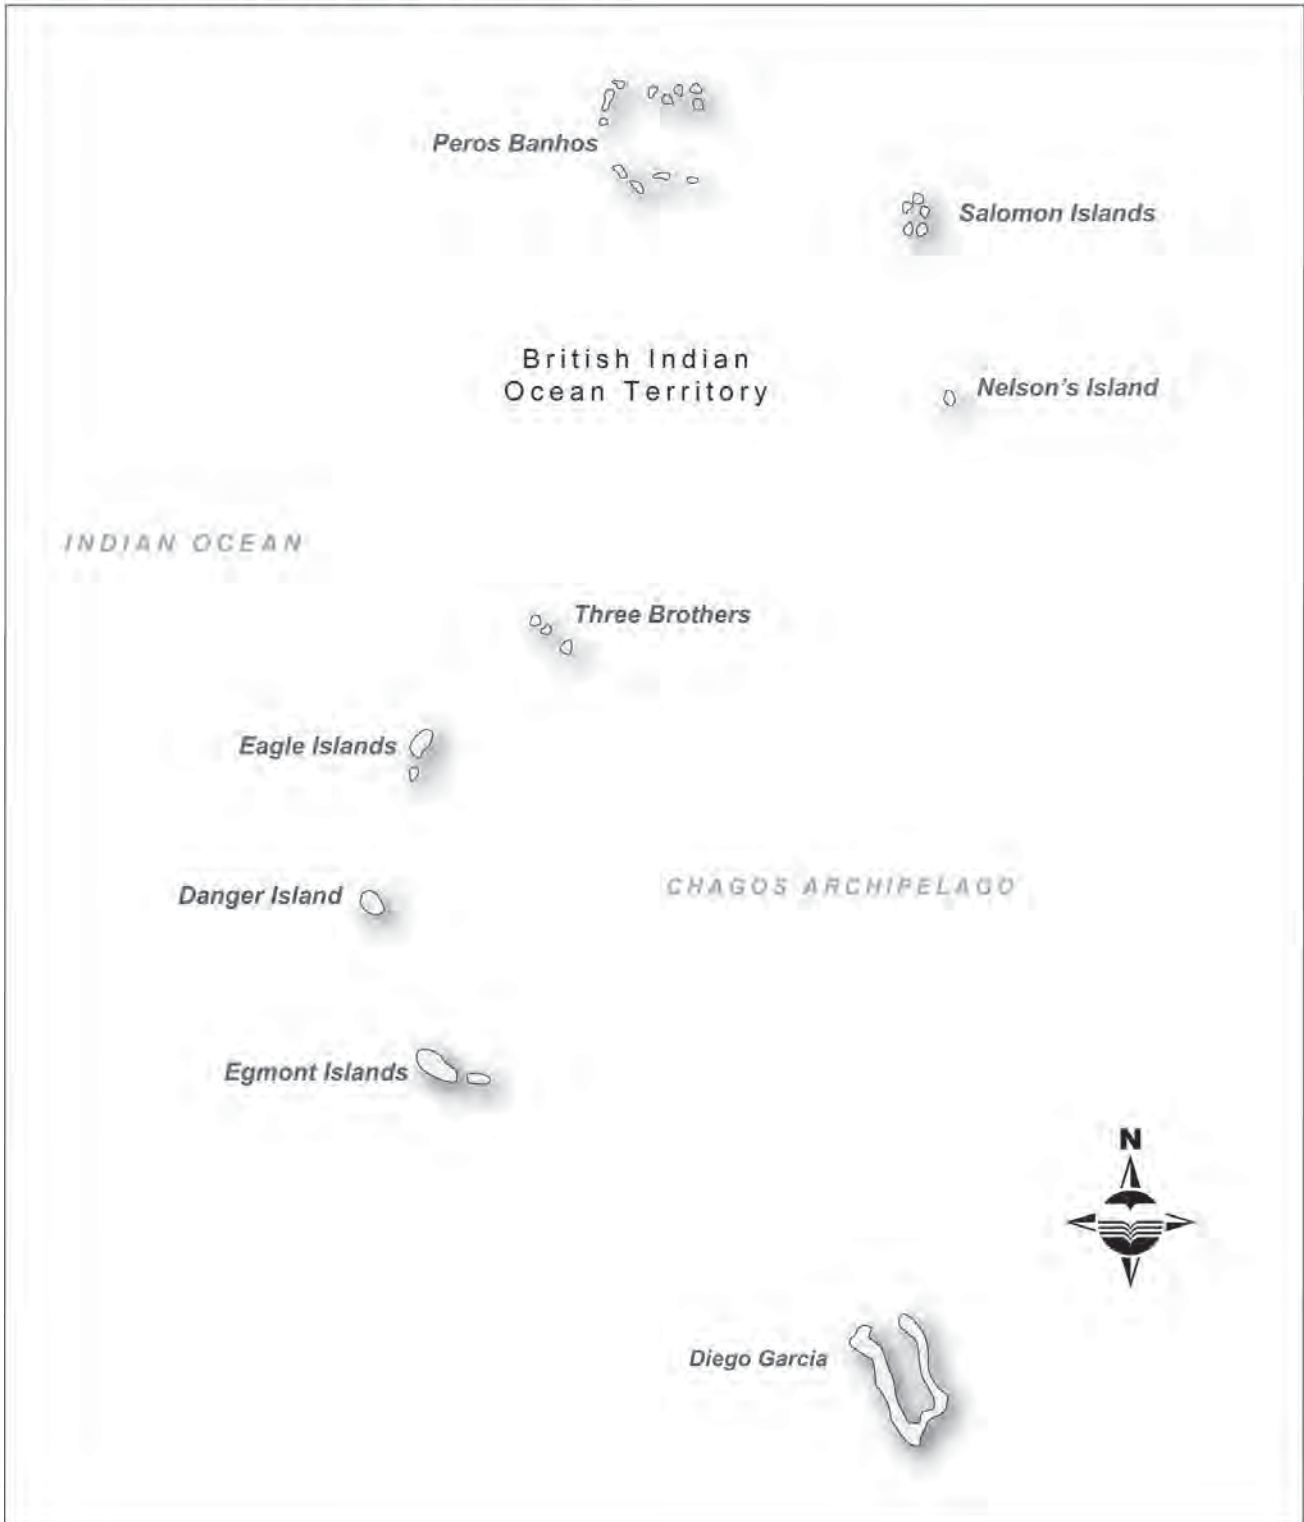 Peros Banhos
Salomon Islands
British Indian
Ocean Territory
Nelson's Island
INDIAN OCEAN
Three Brothers
Eagle Islands
Danger Island
CHAGOS ARCHIPELAGO
Egmont Islands
N
Diego Garcia